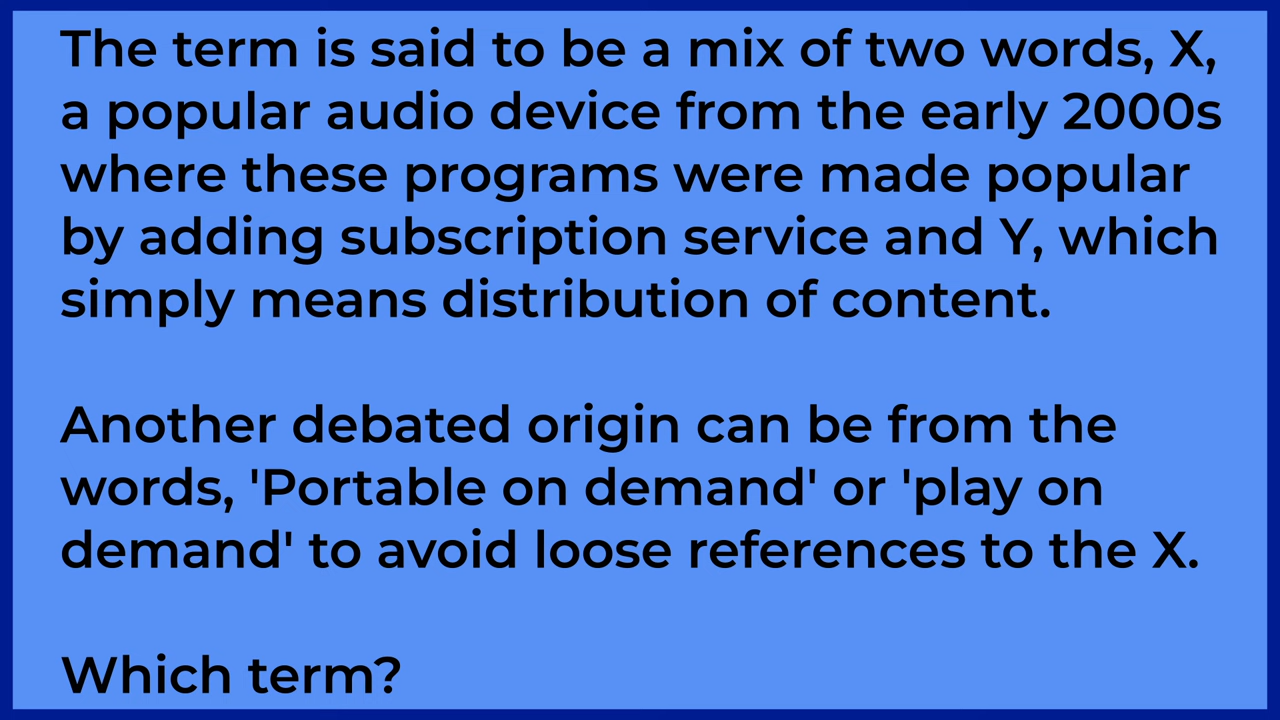 The term is said to be a mix of two words, X,
a popular audio device from the early 2000s
where these programs were made popular
by adding subscription service and Y, which
simply means distribution of content.
Another debated origin can be from the
words, 'Portable on demand' or 'play on
demand' to avoid loose references to the X.
Which term?